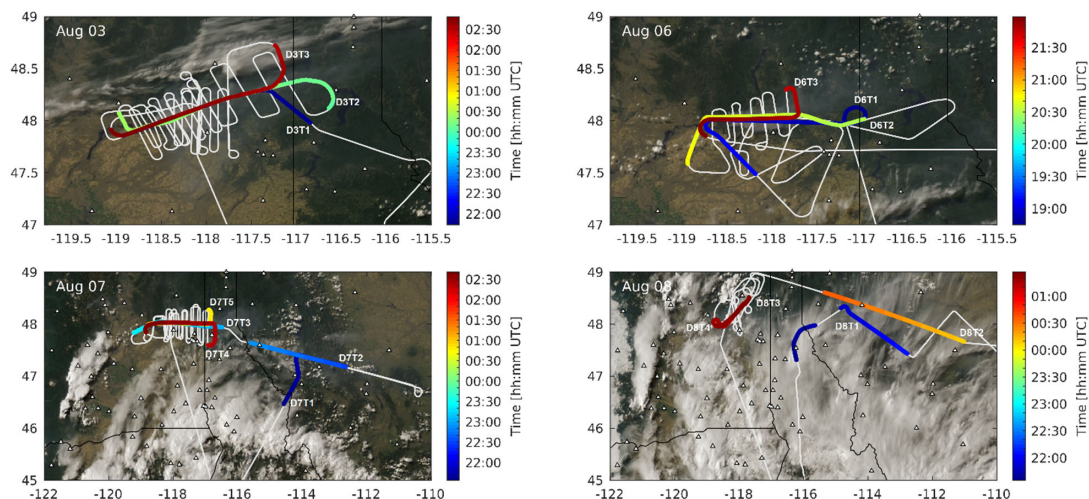 Aug 03
D3T3
D3T2
D3T1
49
48.5
48
47.5
47
-119.5 -119 -118.5 -118 -117.5 -117 -116.5 -116 -115.5
02:30
02:00
01:30
01:00
00:30
00:00
23:30
23:00
22:30
22:00
Time [hh:mm UTC]
Aug 06
D6T3
D6T1
D6T2
49
48.5
48
47.5
47
-119.5 -119 -118.5 -118 -117.5 -117 -116.5 -116 -115.5
21:30
21:00
20:30
20:00
19:30
19:00
Time [hh:mm UTC]
Aug 07
D7T5
D7T3
D7T4
D7T2
D7T1
49
48
47
46
45
-122 -120 -118 -116 -114 -112 -110
02:30
02:00
01:30
01:00
00:30
00:00
23:30
23:00
22:30
22:00
Time [hh:mm UTC]
Aug 08
D8T3
D8T4
D8T1
D8T2
49
48
47
46
45
-122 -120 -118 -116 -114 -112 -110
01:00
00:30
00:00
23:30
23:00
22:30
22:00
Time [hh:mm UTC]